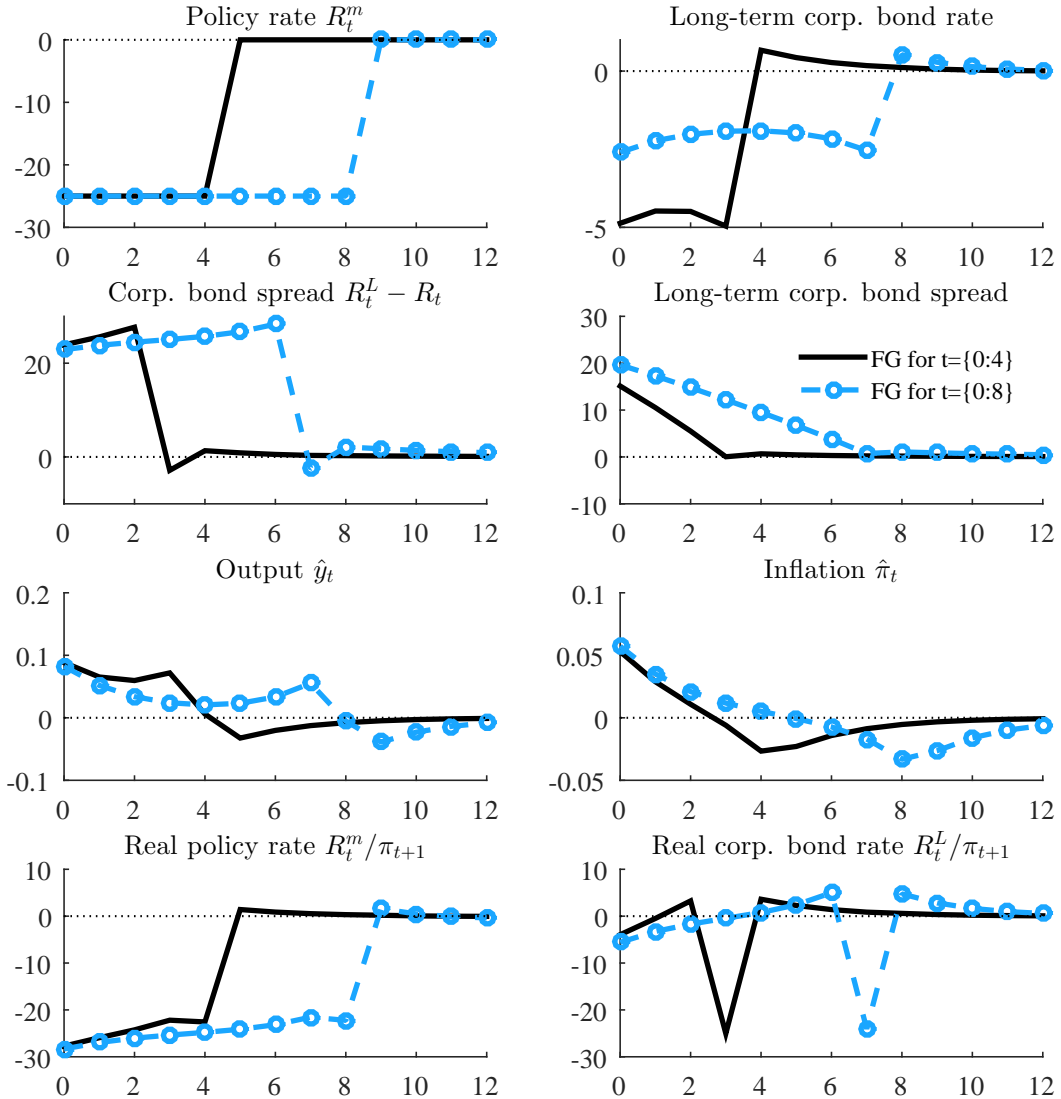 Policy rate $R_t^m$
0
-10
-20
-30
0 2 4 6 8 10 12
Long-term corp. bond rate
0
-5
0 2 4 6 8 10 12
Corp. bond spread $R_t^L - R_t$
20
0
0 2 4 6 8 10 12
Long-term corp. bond spread
30
20
10
0
-10
FG for t={0:4}
FG for t={0:8}
0 2 4 6 8 10 12
Output $\hat{y}_t$
0.2
0.1
0
-0.1
0 2 4 6 8 10 12
Inflation $\hat{\pi}_t$
0.1
0.05
0
-0.05
0 2 4 6 8 10 12
Real policy rate $R_t^m/\pi_{t+1}$
10
0
-10
-20
-30
0 2 4 6 8 10 12
Real corp. bond rate $R_t^L/\pi_{t+1}$
10
0
-10
-20
-30
0 2 4 6 8 10 12